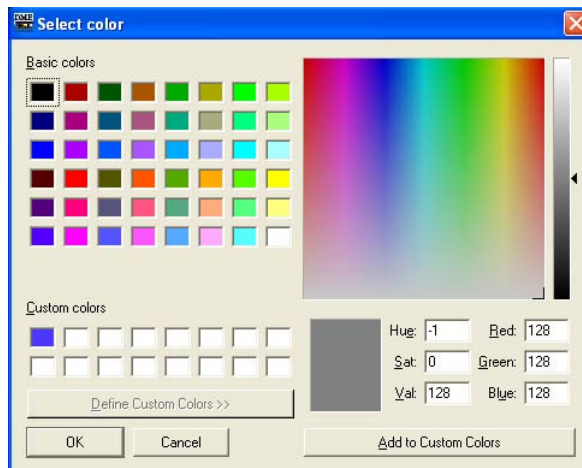 DME
Select color
Basic colors
Custom colors
Define Custom Colors >>
OK
Cancel
Hue: -1
Red: 128
Sat: 0
Green: 128
Val: 128
Blue: 128
Add to Custom Colors